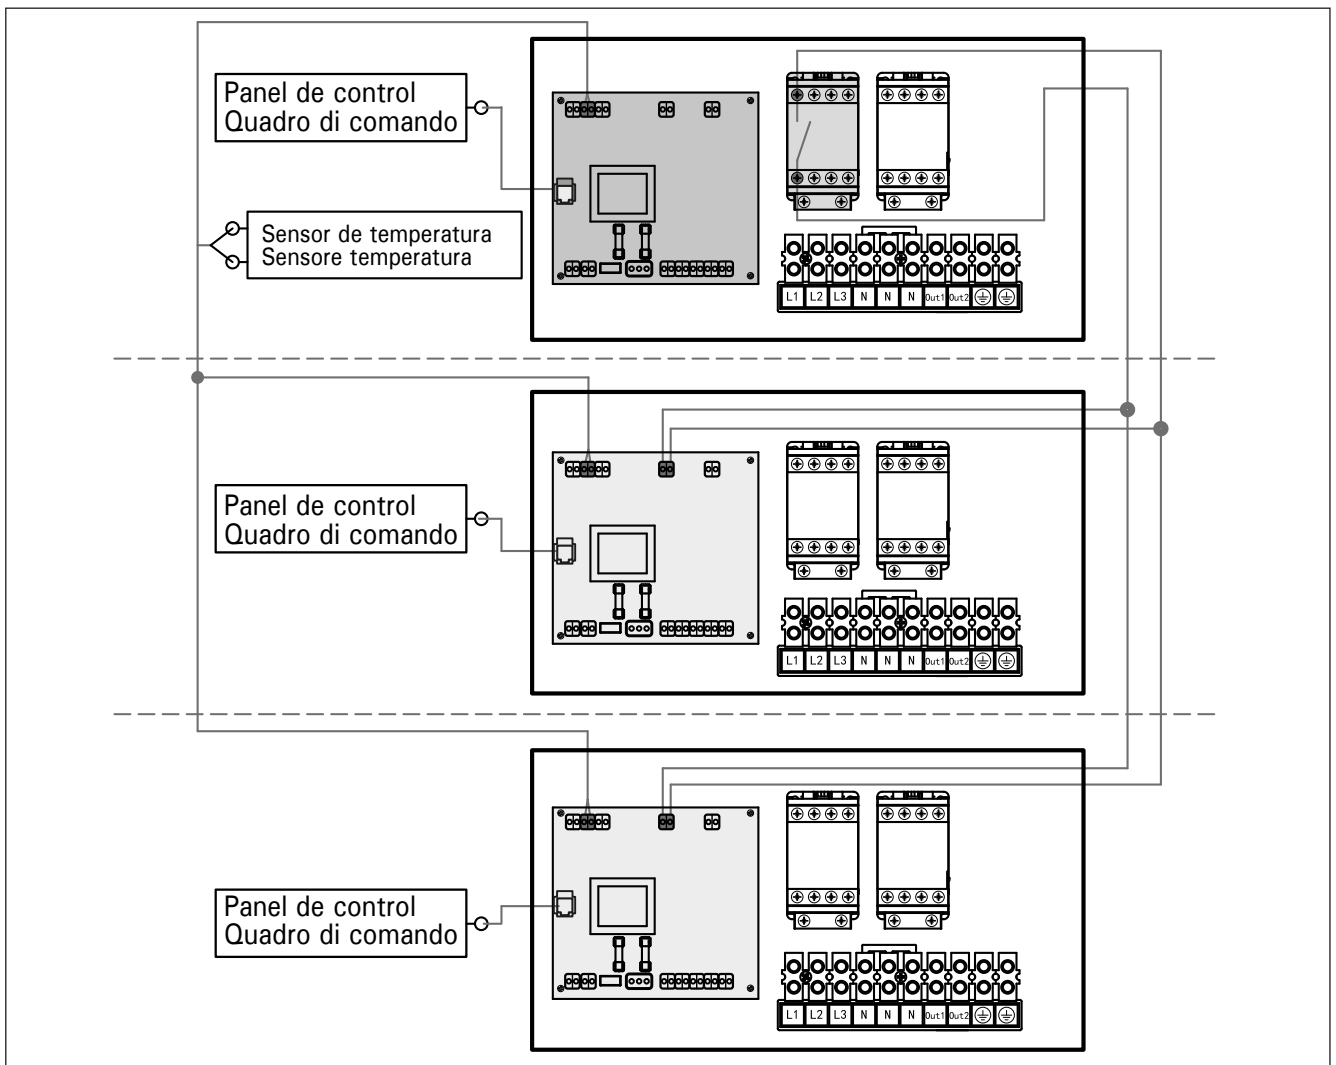 Panel de control
Quadro di comando
Sensor de temperatura
Sensore temperatura
L1 L2 L3 N N N Out1 Out2
Panel de control
Quadro di comando
L1 L2 L3 N N N Out1 Out2
Panel de control
Quadro di comando
L1 L2 L3 N N N Out1 Out2